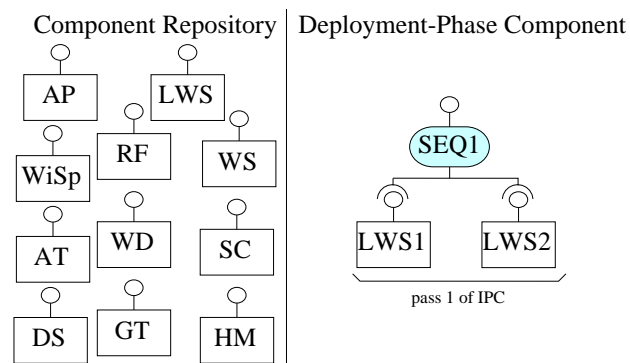 Component Repository
Deployment-Phase Component
AP
LWS
RF
WS
WiSp
SEQ1
AT
WD
SC
LWS1
LWS2
pass 1 of IPC
DS
GT
HM